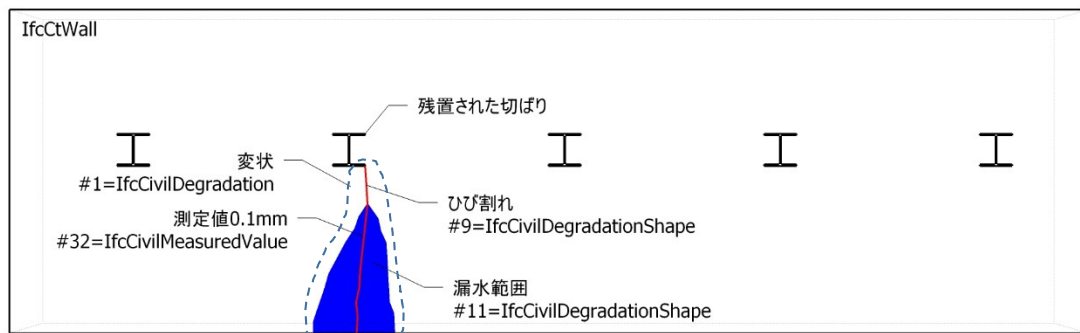 IfcCtWall
残置された切ばり
変状
#1=IfcCivilDegradation
ひび割れ
#9=IfcCivilDegradationShape
測定値0.1mm
#32=IfcCivilMeasuredValue
漏水範囲
#11=IfcCivilDegradationShape